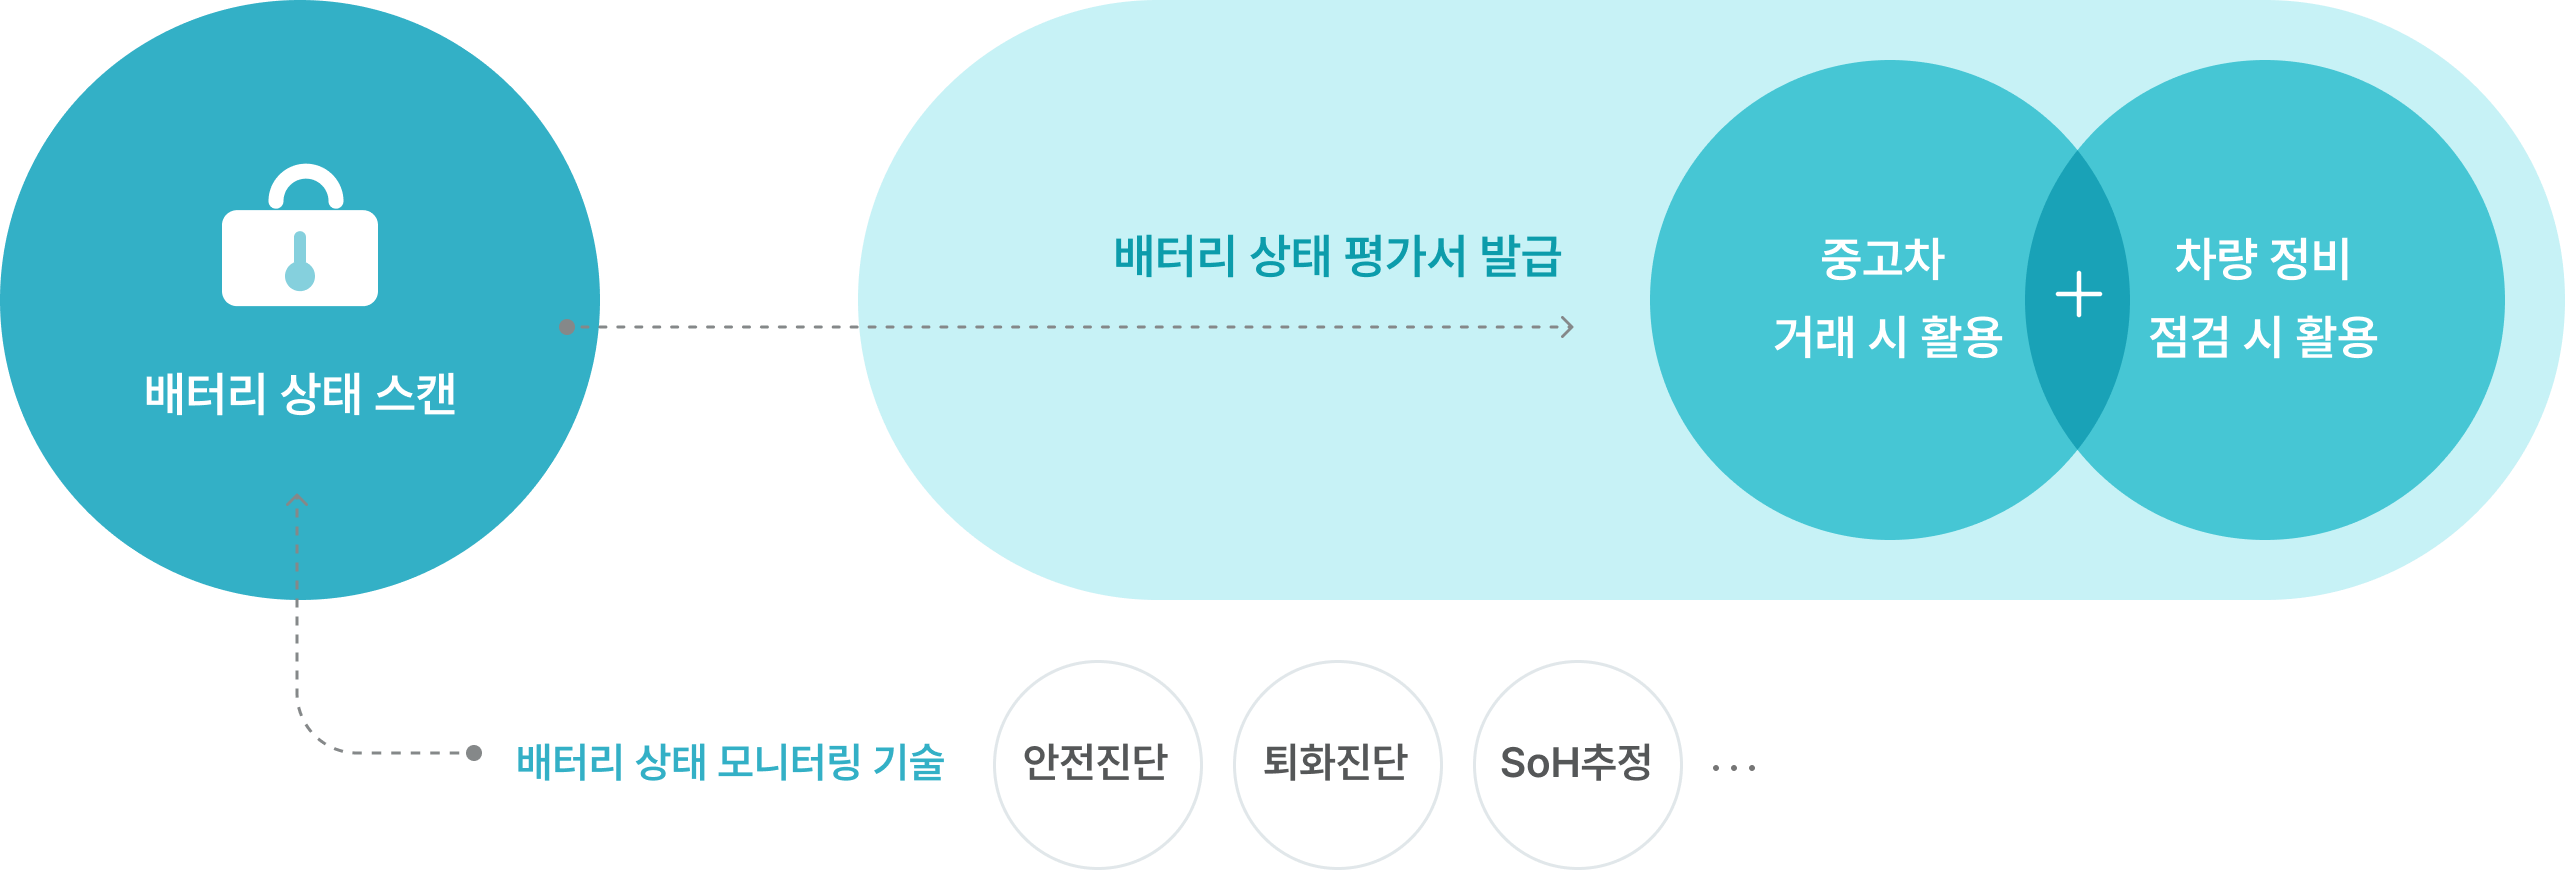 배터리 상태 스캔
배터리 상태 평가서 발급
중고차
거래 시 활용
+
차량 정비
점검 시 활용
배터리 상태 모니터링 기술
안전진단
퇴화진단
SoH추정
...